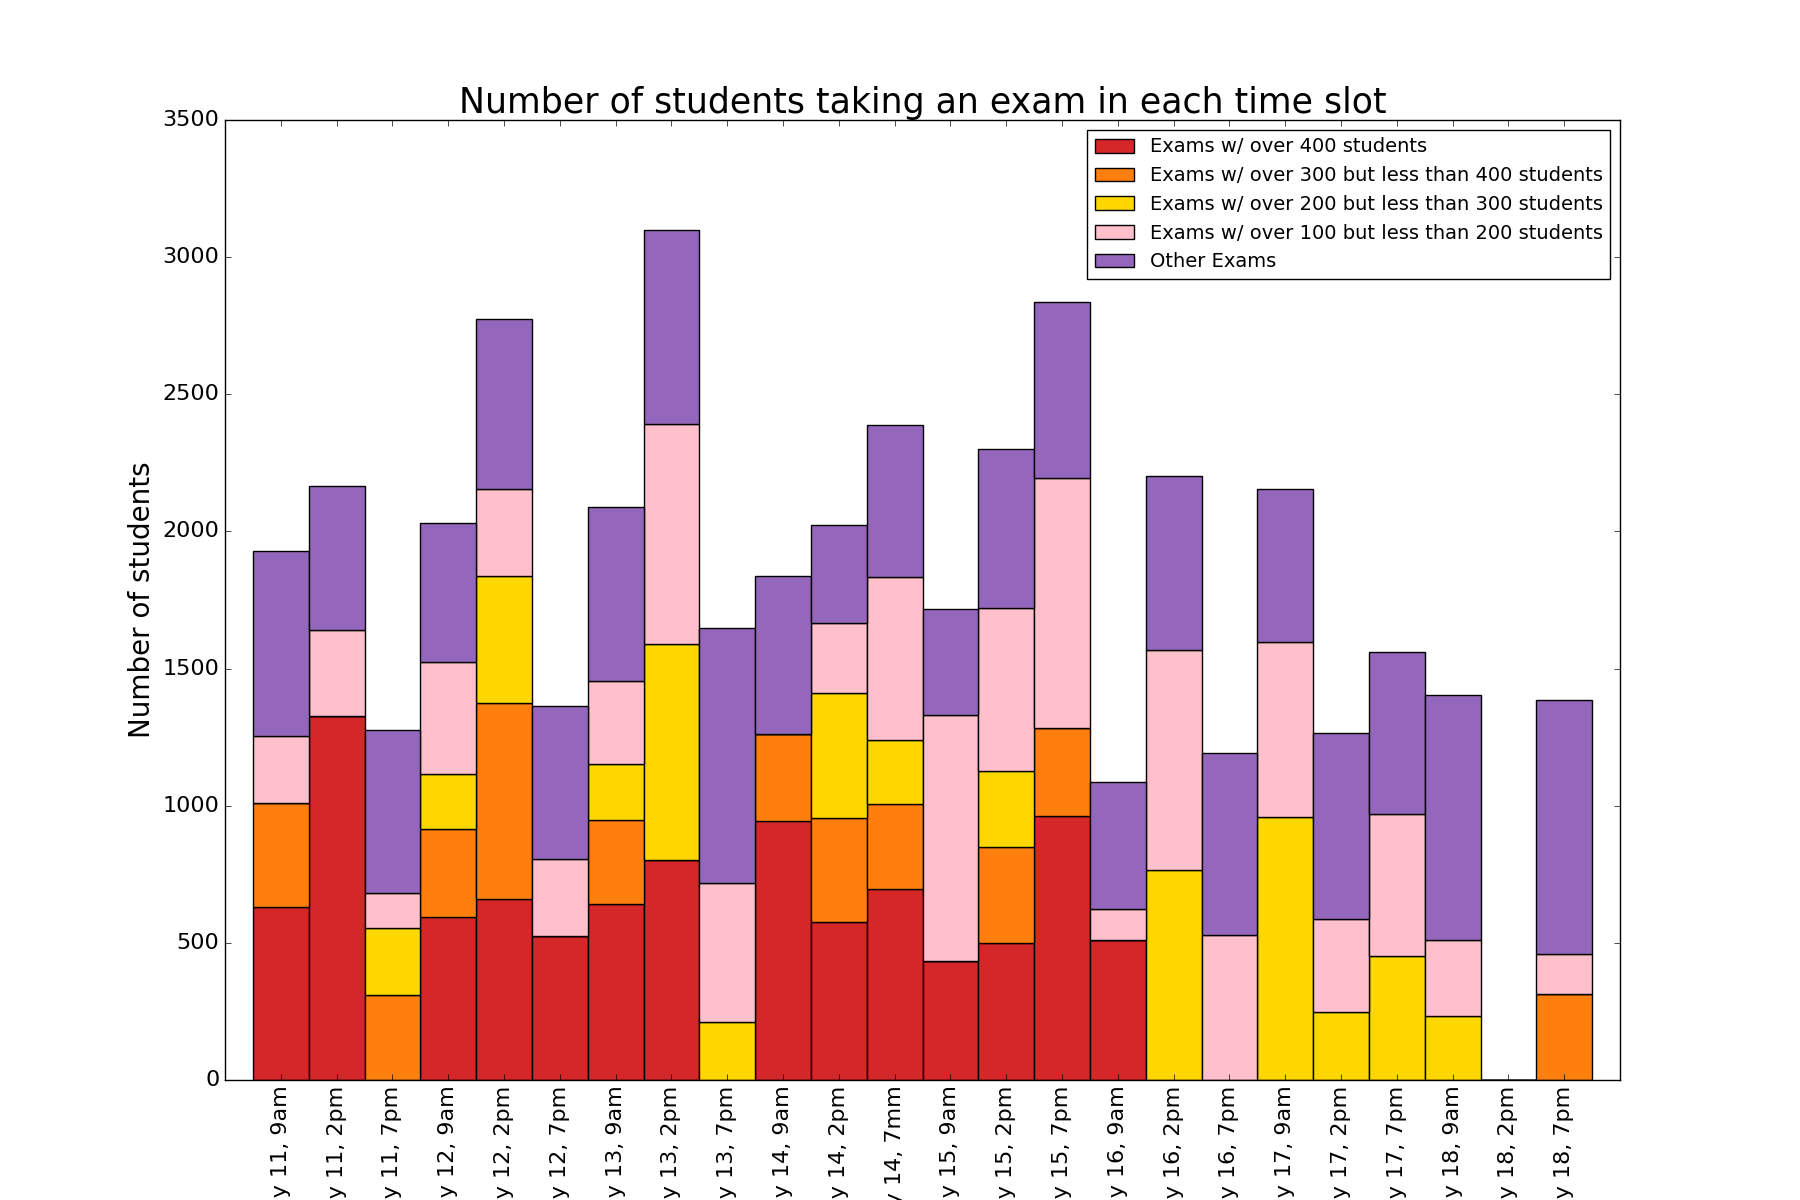 Number of students taking an exam in each time slot
Exams w/ over 400 students
Exams w/ over 300 but less than 400 students
Exams w/ over 200 but less than 300 students
Exams w/ over 100 but less than 200 students
Other Exams
3500
3000
2500
2000
1500
1000
500
0
Number of students
y 11, 9am
y 11, 2pm
y 11, 7pm
y 12, 9am
y 12, 2pm
y 12, 7pm
y 13, 9am
y 13, 2pm
y 13, 7pm
y 14, 9am
y 14, 2pm
y 14, 7mm
y 15, 9am
y 15, 2pm
y 15, 7pm
y 16, 9am
y 16, 2pm
y 16, 7pm
y 17, 9am
y 17, 2pm
y 17, 7pm
y 18, 9am
y 18, 2pm
y 18, 7pm